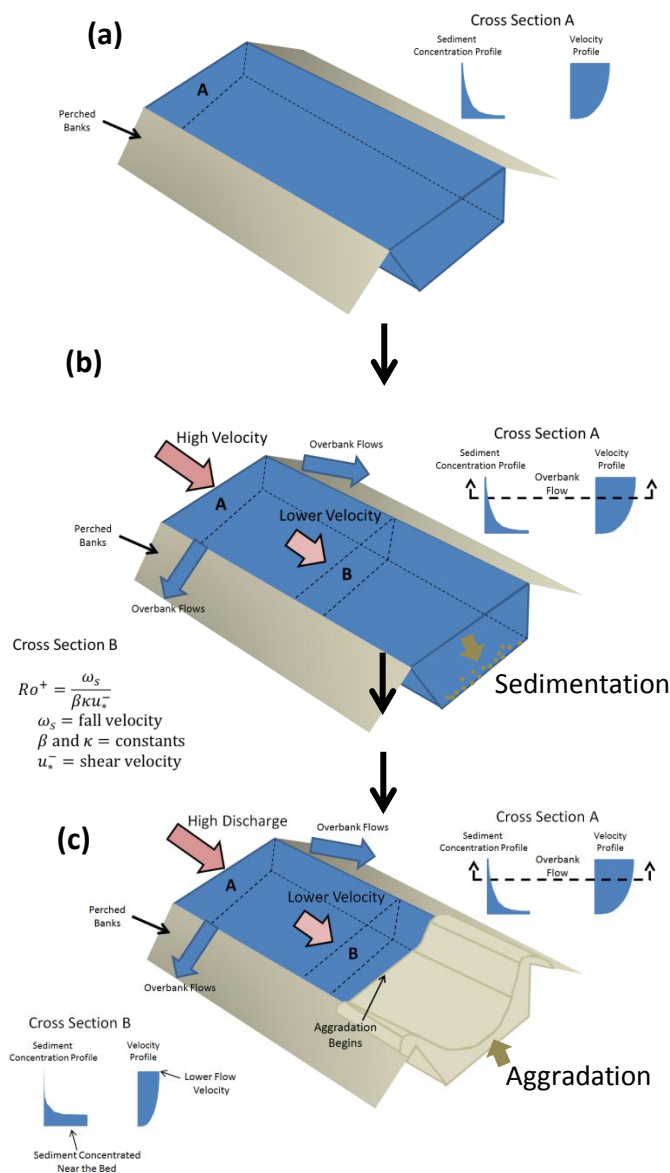 (a)
Cross Section A
Sediment
Concentration Profile
Velocity
Profile
A
Perched
Banks
(b)
High Velocity
Overbank Flows
Cross Section A
Sediment
Concentration Profile
Velocity
Profile
Overbank
Flow
A
Lower Velocity
Perched
Banks
B
Overbank Flows
Cross Section B
Ro⁺ = ωₛ / βκu*⁻
ωₛ = fall velocity
β and κ = constants
u*⁻ = shear velocity
Sedimentation
(c)
High Discharge
Overbank Flows
Cross Section A
Sediment
Concentration Profile
Velocity
Profile
Overbank
Flow
A
Lower Velocity
Perched
Banks
B
Overbank Flows
Aggradation
Begins
Aggradation
Cross Section B
Sediment
Concentration Profile
Velocity
Profile
Lower Flow
Velocity
Sediment Concentrated
Near the Bed